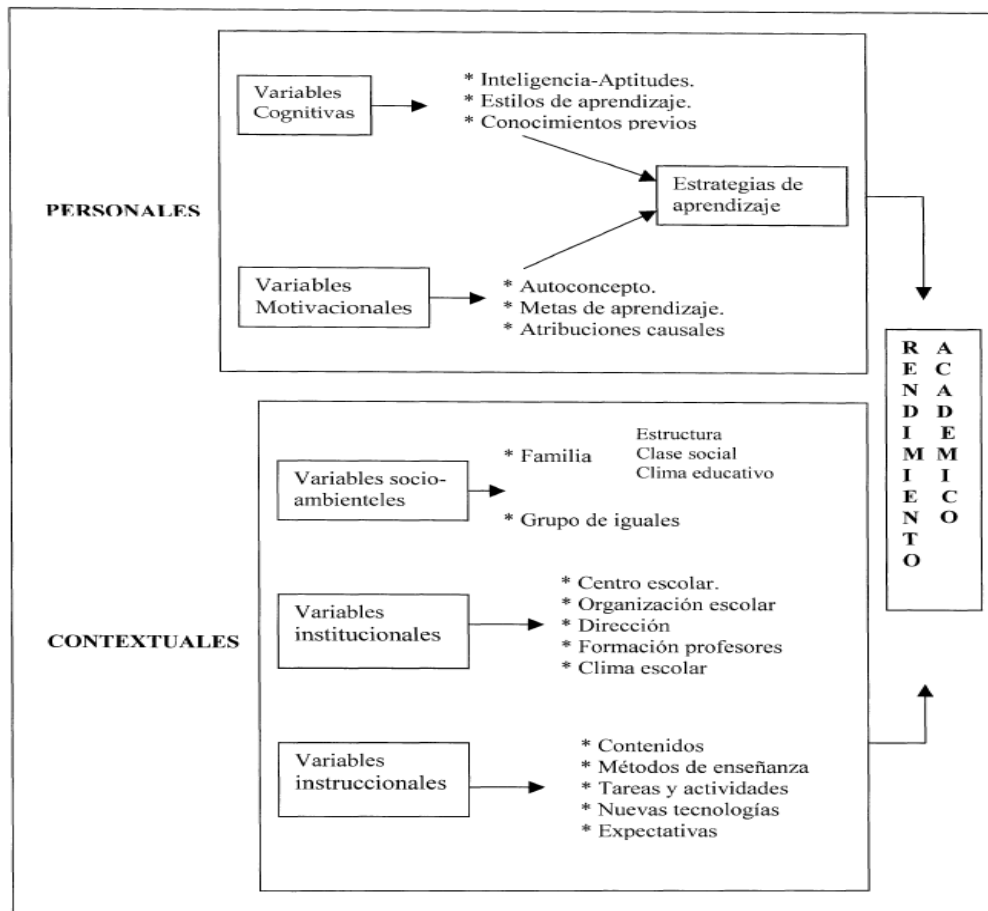 PERSONALES
Variables
Cognitivas
* Inteligencia-Aptitudes.
* Estilos de aprendizaje.
* Conocimientos previos
Estrategias de
aprendizaje
Variables
Motivacionales
* Autoconcepto.
* Metas de aprendizaje.
* Atribuciones causales
CONTEXTUALES
Variables socio-
ambienteles
* Familia
Estructura
Clase social
Clima educativo
* Grupo de iguales
Variables
institucionales
* Centro escolar.
* Organización escolar
* Dirección
* Formación profesores
* Clima escolar
Variables
instruccionales
* Contenidos
* Métodos de enseñanza
* Tareas y actividades
* Nuevas tecnologías
* Expectativas
RENDIMIENTO
ACADEMICO